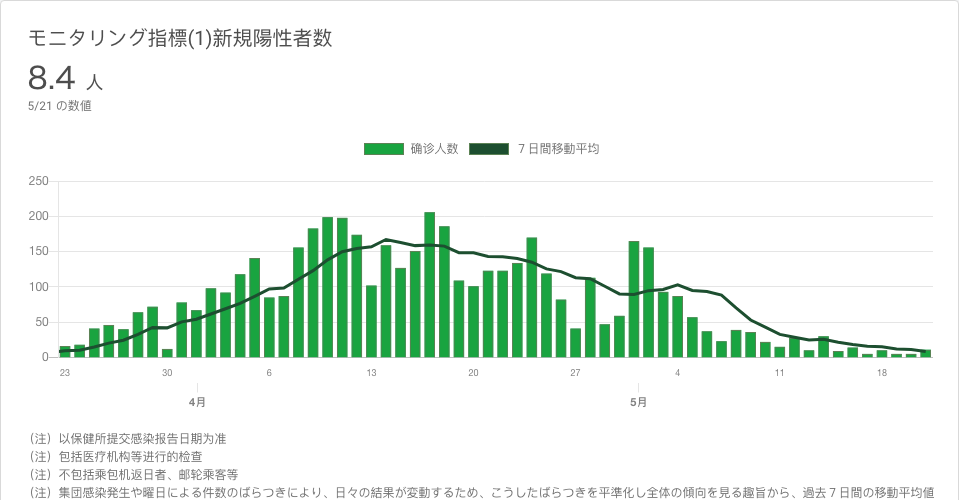 モニタリング指標(1)新規陽性者数
8.4 人
5/21 の数値
确诊人数 ７日間移動平均
250
200
150
100
50
0
23 30 6 13 20 27 4 11 18
4月 5月
（注）以保健所提交感染报告日期为准
（注）包括医疗机构等进行的检查
（注）不包括乘包机返日者、邮轮乘客等
（注）集団感染発生や曜日による件数のばらつきにより、日々の結果が変動するため、こうしたばらつきを平準化し全体の傾向を見る趣旨から、過去７日間の移動平均値